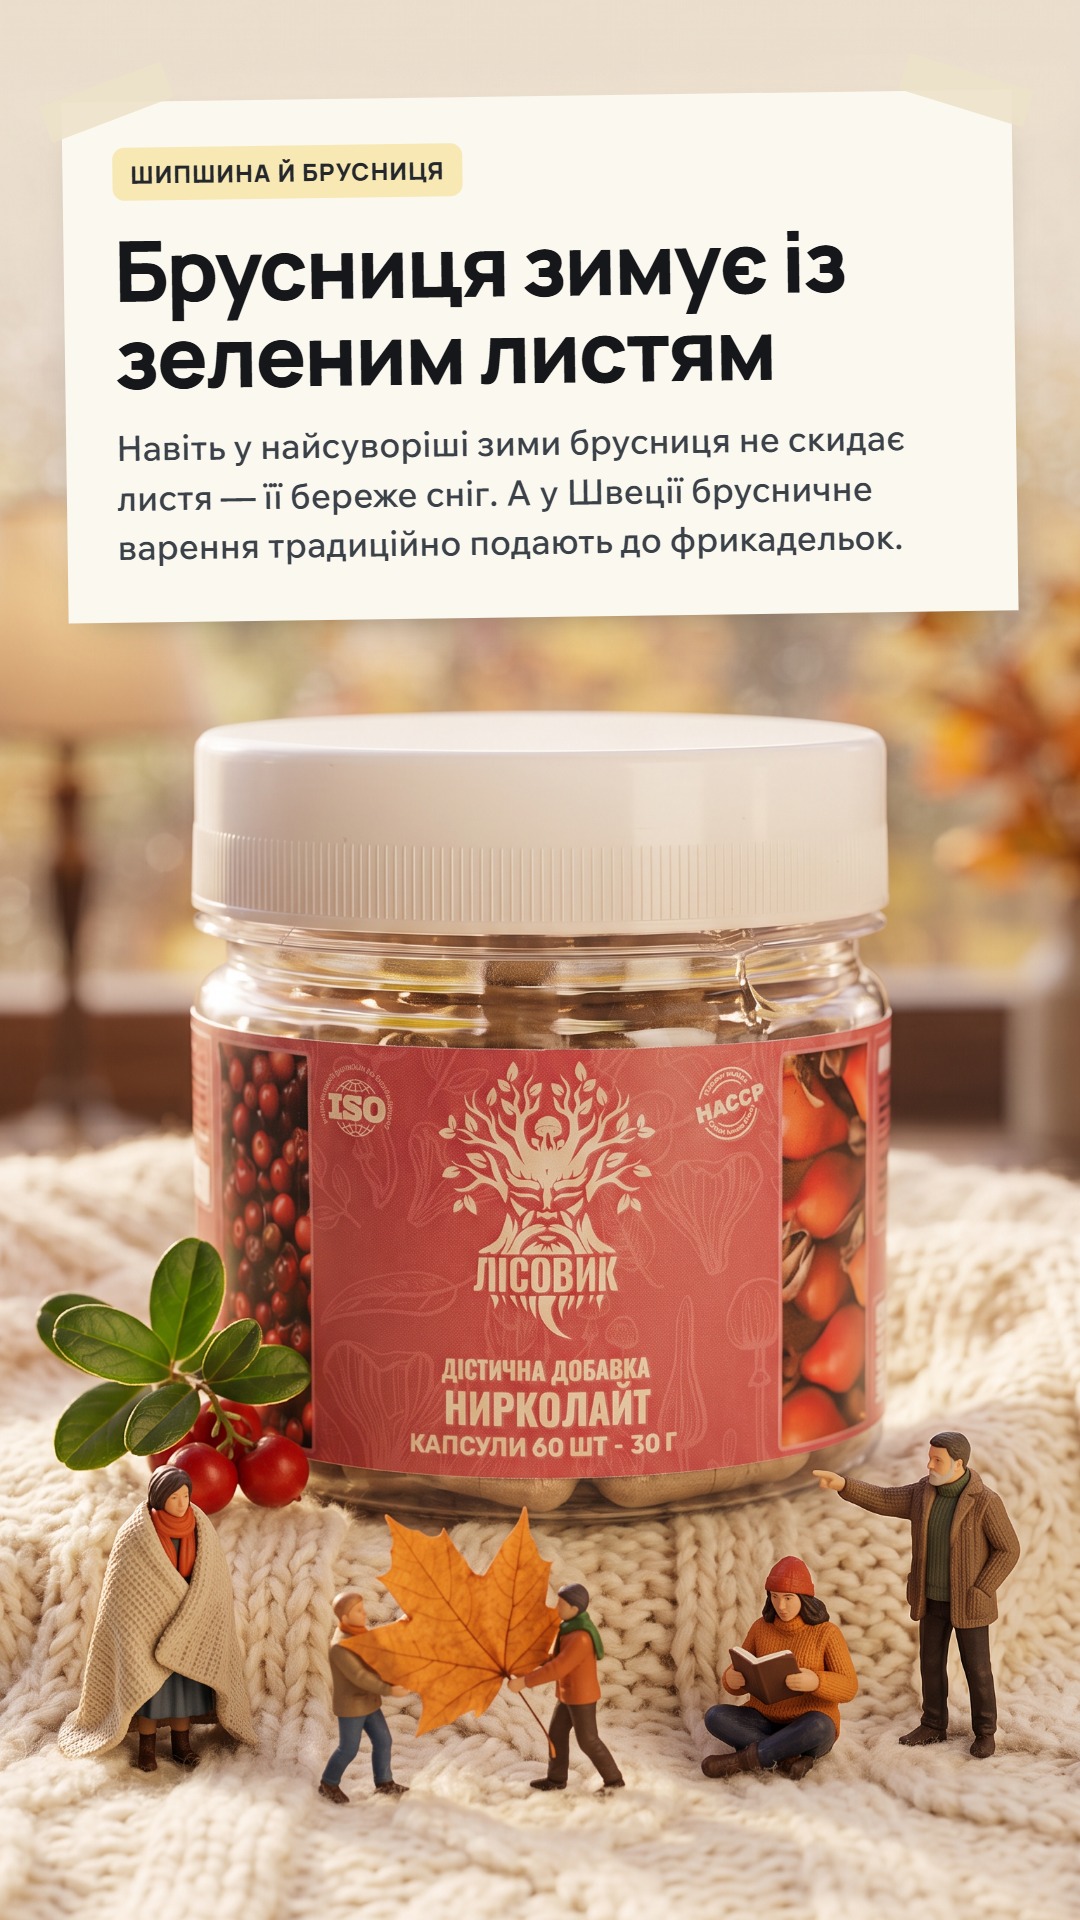 ШИПШИНА Й БРУСНИЦЯ
Брусниця зимує із
зеленим листям
Навіть у найсуворіші зими брусниця не скидає
листя — її береже сніг. А у Швеції брусничне
варення традиційно подають до фрикадельок.
ISO
HACCP
ЛІСОВИК
ДІЄТИЧНА ДОБАВКА
НИРКОЛАЙТ
КАПСУЛИ 60 ШТ - 30 Г